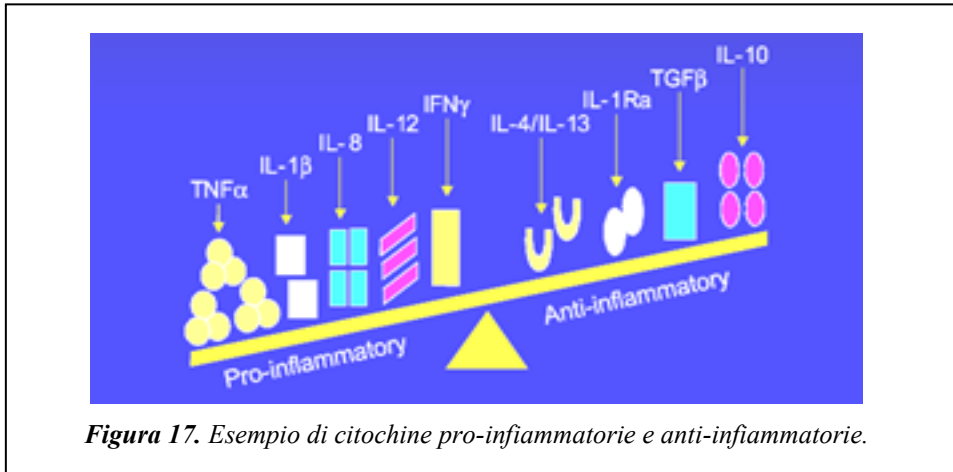 TNFα
IL-1β
IL-8
IL-12
IFNγ
IL-4/IL-13
IL-1Ra
TGFβ
IL-10
Pro-inflammatory
Anti-inflammatory
Figura 17. Esempio di citochine pro-infiammatorie e anti-infiammatorie.